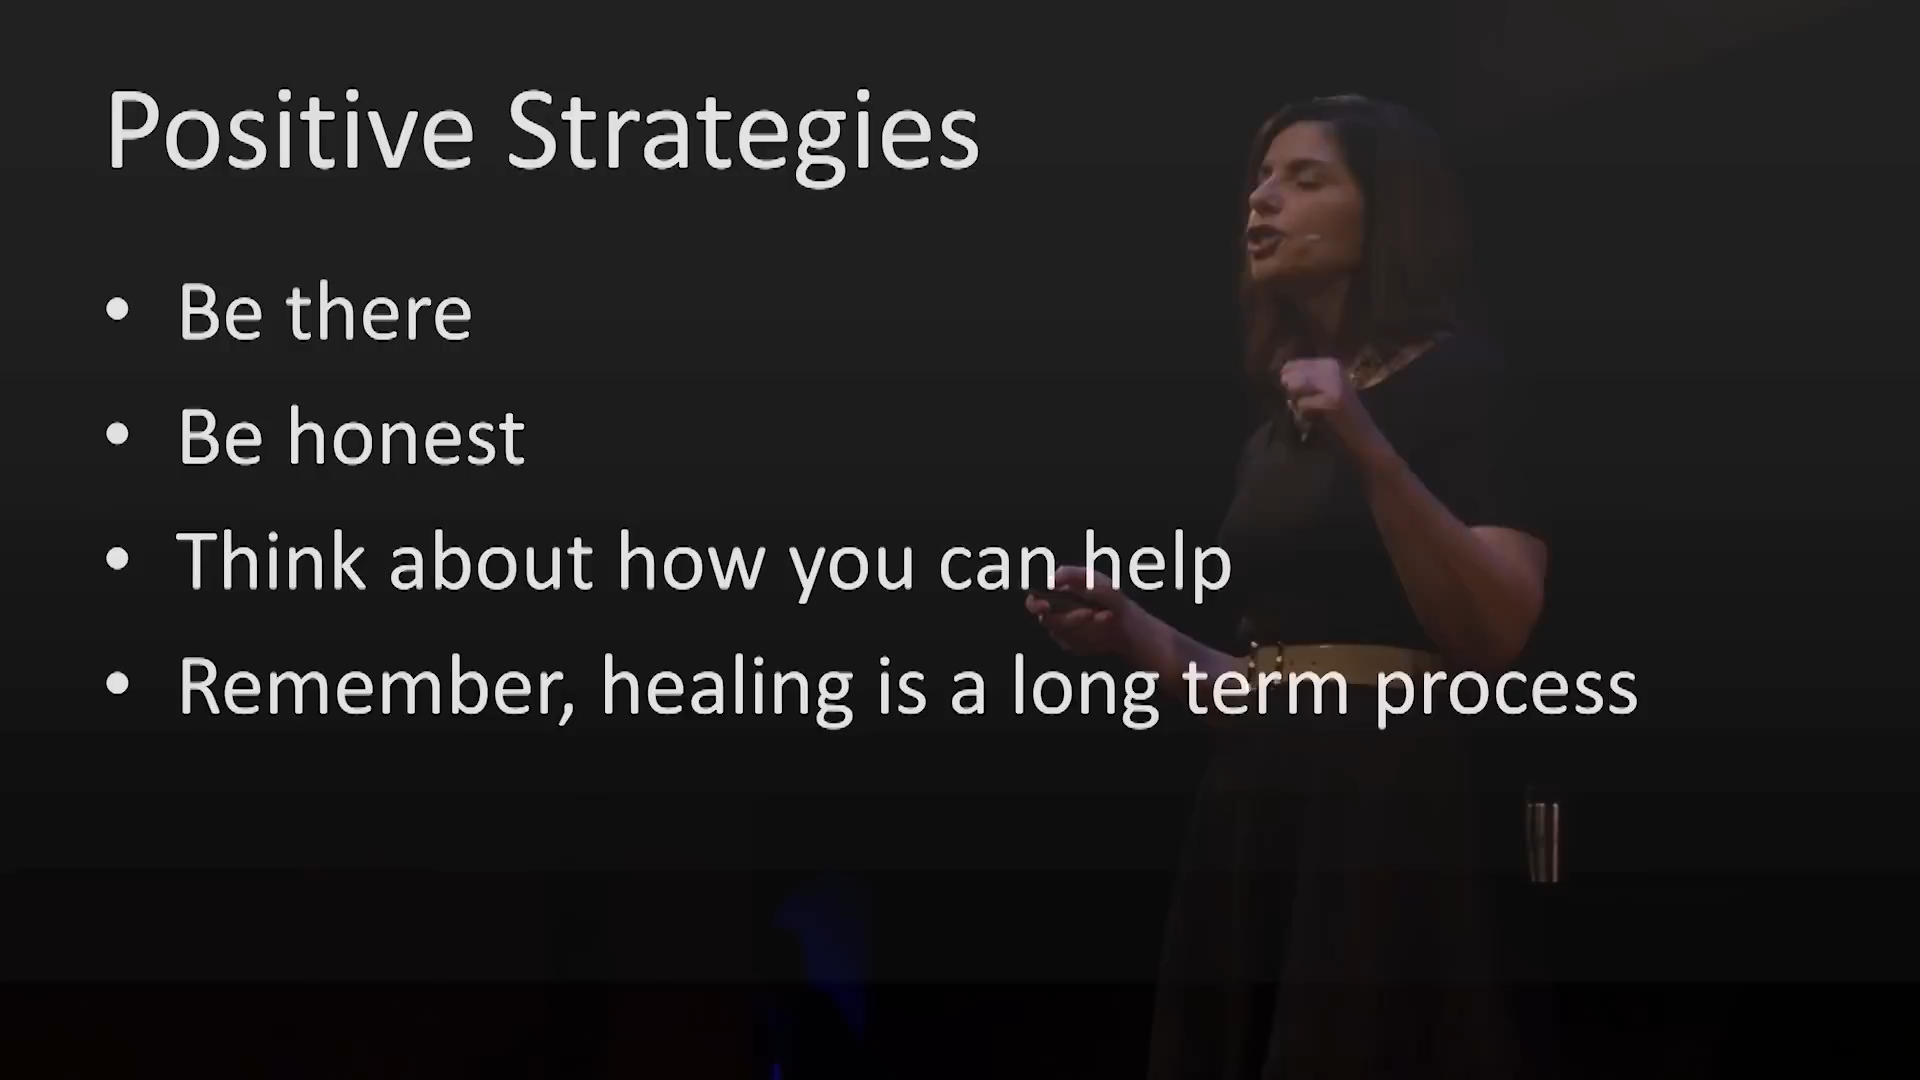 Positive Strategies
• Be there
• Be honest
• Think about how you can help
• Remember, healing is a long term process